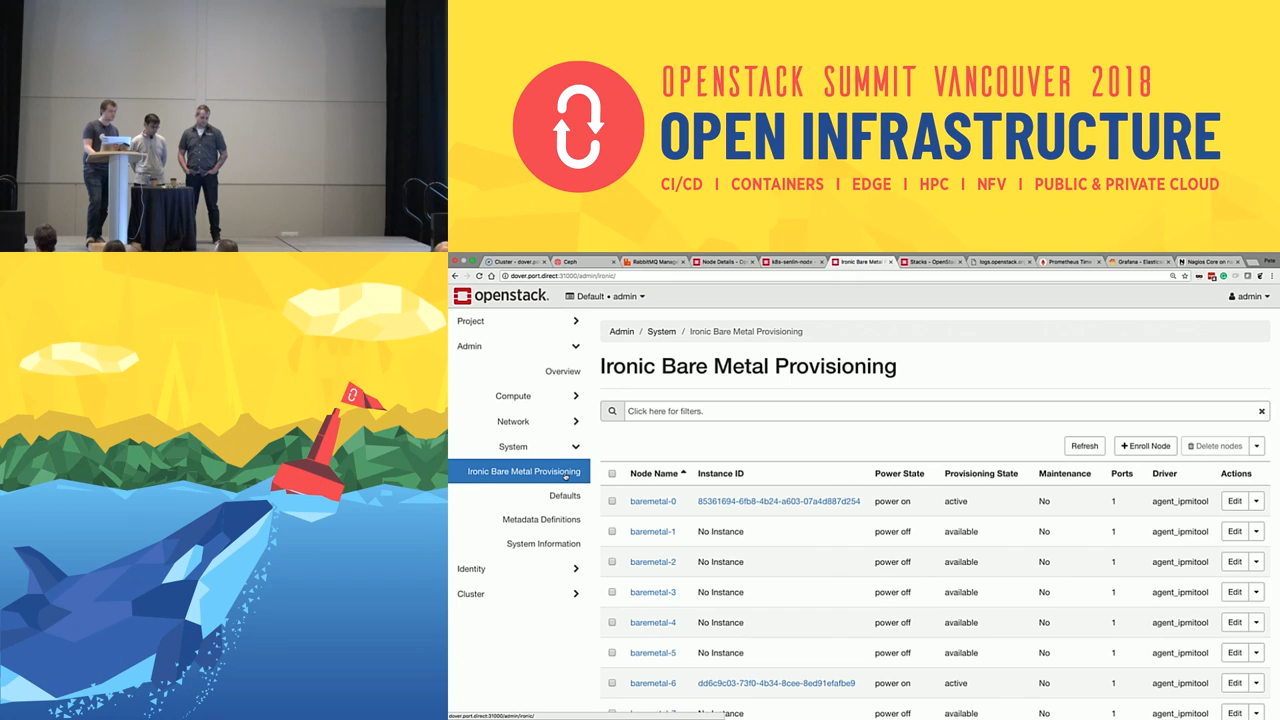 OPENSTACK SUMMIT VANCOUVER 2018
OPEN INFRASTRUCTURE
CI/CD | CONTAINERS | EDGE | HPC | NFV | PUBLIC & PRIVATE CLOUD
Cluster - dover.po Ceph RabbitMQ Manage Node Details - O k8s-senlin-node - Ironic Bare Metal P Stacks - OpenSta logs.openstack.or Prometheus Time Grafana - Elastics Nagios Core on n Pete
dover.port.direct:31000/admin/ironic/
openstack. Default • admin admin
Project
Admin
Overview
Compute
Network
System
Ironic Bare Metal Provisioning
Defaults
Metadata Definitions
System Information
Identity
Cluster
Admin / System / Ironic Bare Metal Provisioning
Ironic Bare Metal Provisioning
Click here for filters.
Refresh +Enroll Node Delete nodes
Node Name Instance ID Power State Provisioning State Maintenance Ports Driver Actions
baremetal-0 85361694-6fb8-4b24-a603-07a4d887d254 power on active No 1 agent_ipmitool Edit
baremetal-1 No Instance power off available No 1 agent_ipmitool Edit
baremetal-2 No Instance power off available No 1 agent_ipmitool Edit
baremetal-3 No Instance power off available No 1 agent_ipmitool Edit
baremetal-4 No Instance power off available No 1 agent_ipmitool Edit
baremetal-5 No Instance power off available No 1 agent_ipmitool Edit
baremetal-6 dd6c9c03-73f0-4b34-8cee-8ed91efafbe9 power on active No 1 agent_ipmitool Edit
No Instance power off available No 1 agent_ipmitool Edit
dover.port.direct:31000/admin/ironic/